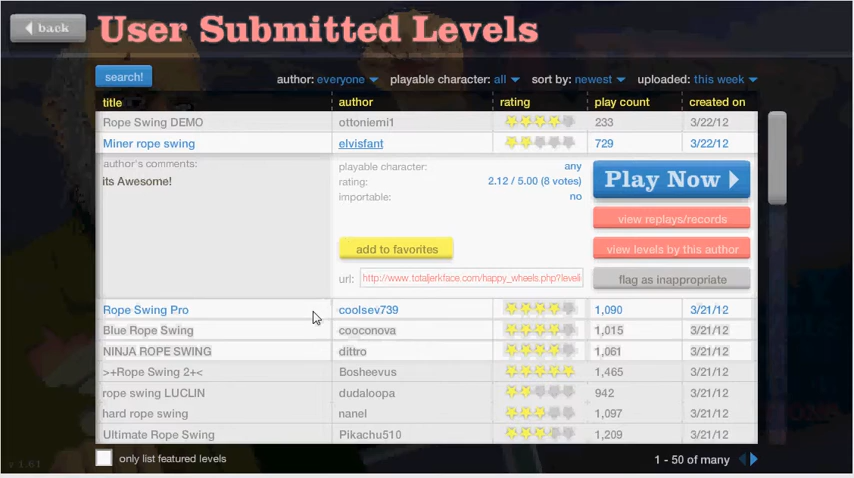 back
User Submitted Levels
search!
author: everyone playable character: all sort by: newest uploaded: this week
title author rating play count created on
Rope Swing DEMO ottoniemi1 233 3/22/12
Miner rope swing elvisfant 729 3/22/12
author's comments:
its Awesome!
playable character: any
rating: 2.12 / 5.00 (8 votes)
importable: no
Play Now
view replays/records
add to favorites
view levels by this author
url: http://www.totaljerkface.com/happy_wheels.php?leveli
flag as inappropriate
Rope Swing Pro coolsev739 1,090 3/21/12
Blue Rope Swing cooconova 1,015 3/21/12
NINJA ROPE SWING dittro 1,061 3/21/12
>+Rope Swing 2+< Bosheevus 1,465 3/21/12
rope swing LUCLIN dudaloopa 942 3/21/12
hard rope swing nanel 1,097 3/21/12
Ultimate Rope Swing Pikachu510 1,209 3/21/12
only list featured levels
1 - 50 of many
v 1.61